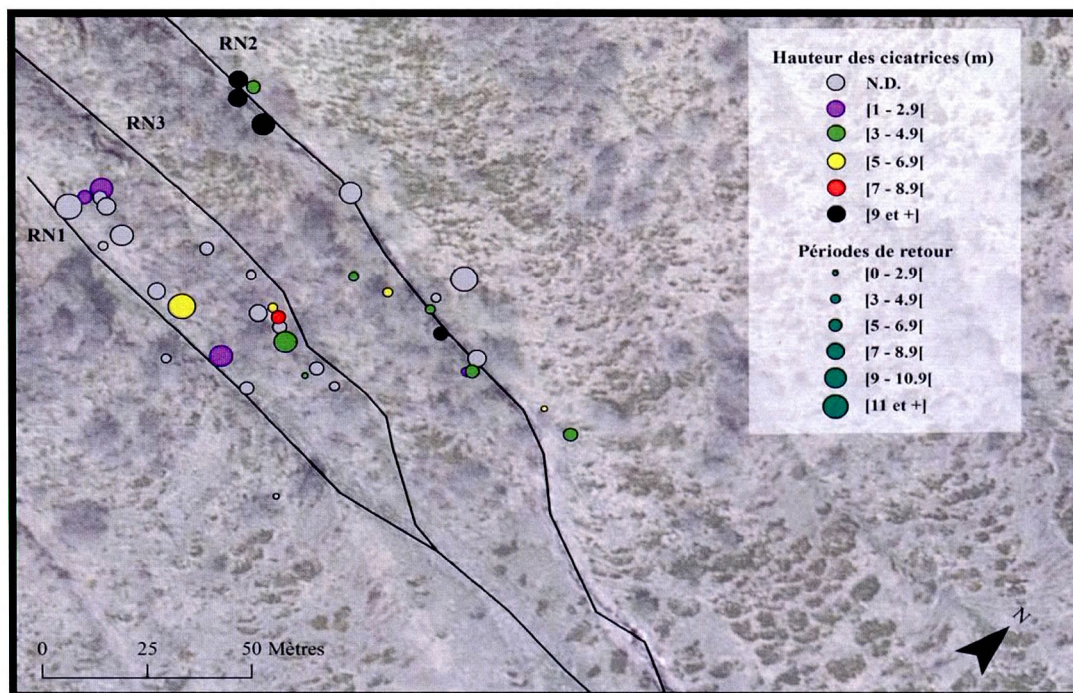 RN2
RN3
RN1
Hauteur des cicatrices (m)
N.D.
[1 - 2.9[
[3 - 4.9[
[5 - 6.9[
[7 - 8.9[
[9 et +]
Périodes de retour
[0 - 2.9[
[3 - 4.9[
[5 - 6.9[
[7 - 8.9[
[9 - 10.9[
[11 et +]
N
0 25 50 Mètres